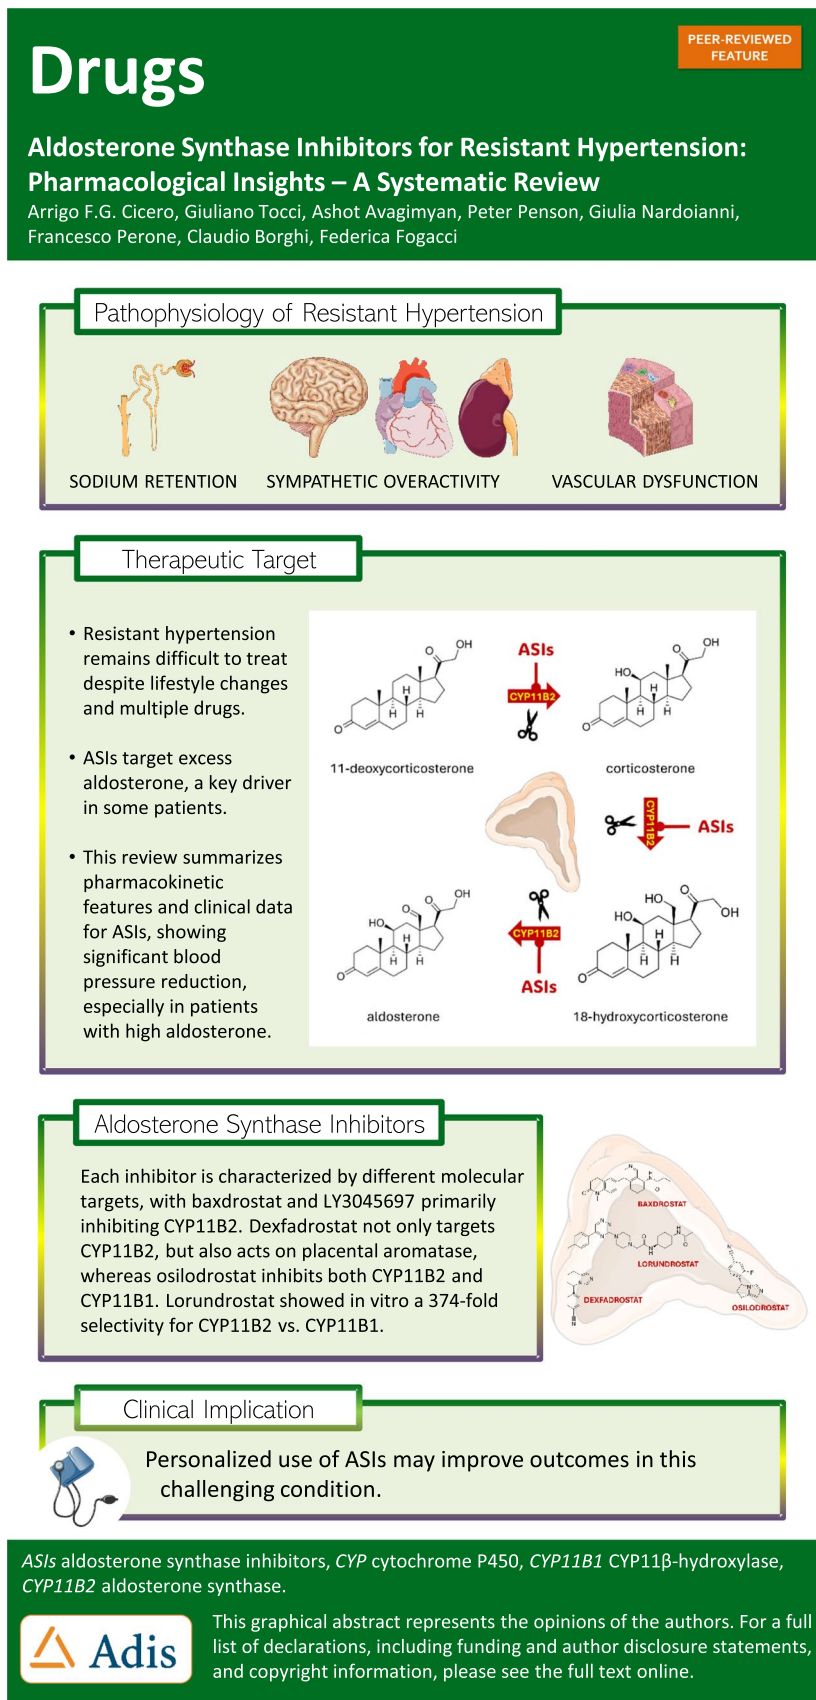 Drugs
PEER-REVIEWED
FEATURE
Aldosterone Synthase Inhibitors for Resistant Hypertension:
Pharmacological Insights – A Systematic Review
Arrigo F.G. Cicero, Giuliano Tocci, Ashot Avagimyan, Peter Penson, Giulia Nardoianni,
Francesco Perone, Claudio Borghi, Federica Fogacci
Pathophysiology of Resistant Hypertension
SODIUM RETENTION
SYMPATHETIC OVERACTIVITY
VASCULAR DYSFUNCTION
Therapeutic Target
• Resistant hypertension
remains difficult to treat
despite lifestyle changes
and multiple drugs.
• ASIs target excess
aldosterone, a key driver
in some patients.
• This review summarizes
pharmacokinetic
features and clinical data
for ASIs, showing
significant blood
pressure reduction,
especially in patients
with high aldosterone.
O
OH
H
H
H
O
11-deoxycorticosterone
ASIs
CYP11B2
O
OH
HO
H
H
H
O
corticosterone
CYP11B2
ASIs
HO
O
OH
HO
H
H
H
O
18-hydroxycorticosterone
CYP11B2
ASIs
O
O
OH
HO
H
H
H
O
aldosterone
Aldosterone Synthase Inhibitors
Each inhibitor is characterized by different molecular
targets, with baxdrostat and LY3045697 primarily
inhibiting CYP11B2. Dexfadrostat not only targets
CYP11B2, but also acts on placental aromatase,
whereas osilodrostat inhibits both CYP11B2 and
CYP11B1. Lorundrostat showed in vitro a 374-fold
selectivity for CYP11B2 vs. CYP11B1.
BAXDROSTAT
LORUNDROSTAT
DEXFADROSTAT
OSILODROSTAT
Clinical Implication
Personalized use of ASIs may improve outcomes in this
challenging condition.
ASIs aldosterone synthase inhibitors, CYP cytochrome P450, CYP11B1 CYP11β-hydroxylase,
CYP11B2 aldosterone synthase.
Adis
This graphical abstract represents the opinions of the authors. For a full
list of declarations, including funding and author disclosure statements,
and copyright information, please see the full text online.